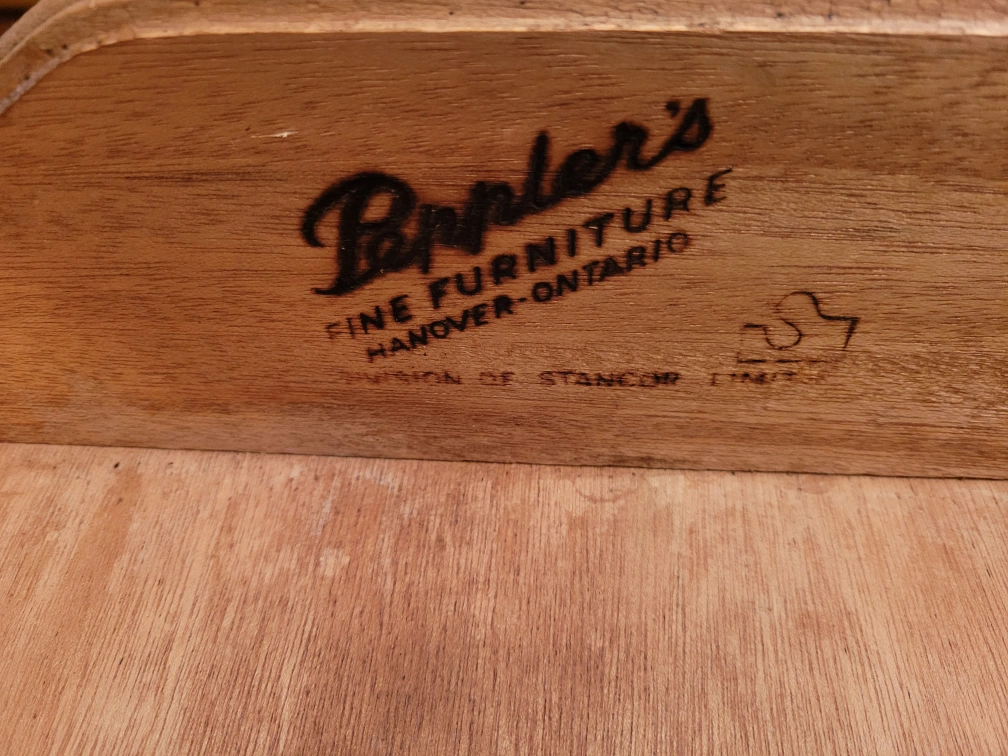 Peppler's
FINE FURNITURE
HANOVER-ONTARIO
DIVISION OF STANCOR LIMITED